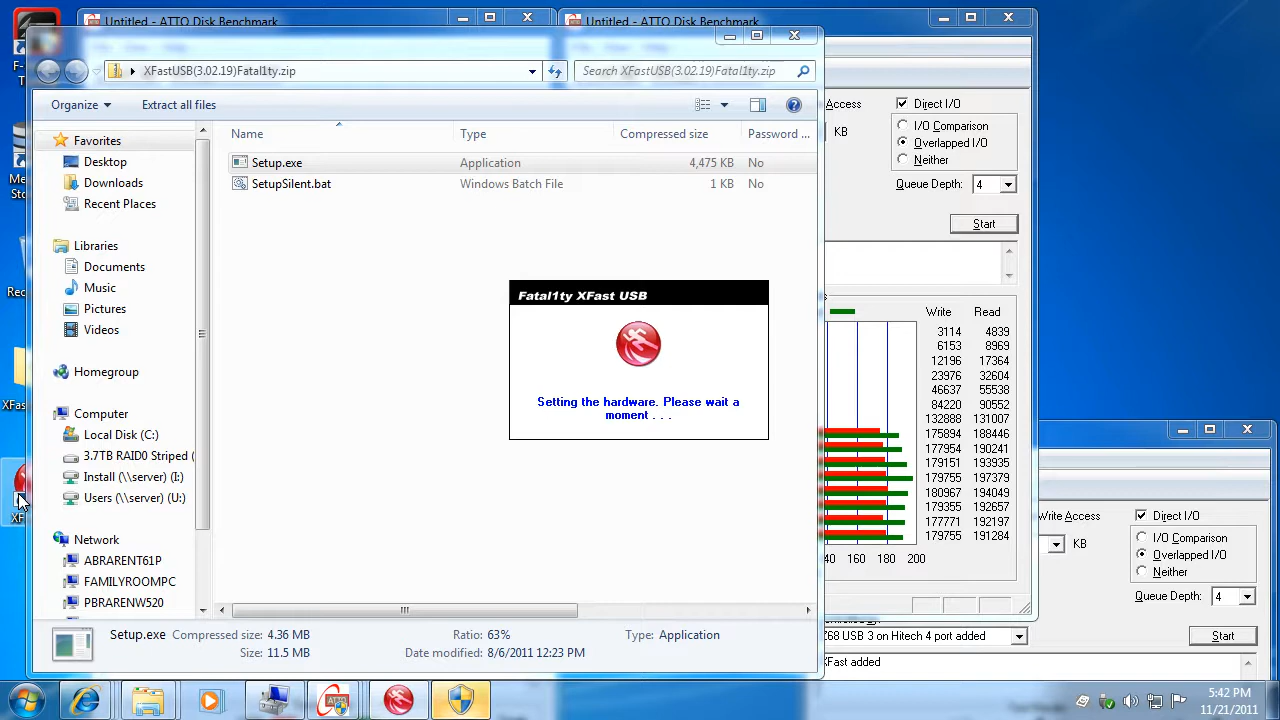 Untitled - ATTO Disk Benchmark
Untitled - ATTO Disk Benchmark
XFastUSB(3.02.19)Fatal1ty.zip
Search XFastUSB(3.02.19)Fatal1ty.zip
Organize
Extract all files
Name
Type
Compressed size
Password ...
Favorites
Desktop
Downloads
Recent Places
Libraries
Documents
Music
Pictures
Videos
Homegroup
Computer
Local Disk (C:)
3.7TB RAID0 Striped (
Install (\\server) (I:)
Users (\\server) (U:)
Network
ABRARENT61P
FAMILYROOMPC
PBRARENW520
Setup.exe
Application
4,475 KB
No
SetupSilent.bat
Windows Batch File
1 KB
No
Fatal1ty XFast USB
Setting the hardware. Please wait a
moment . . .
Setup.exe
Compressed size: 4.36 MB
Size: 11.5 MB
Ratio: 63%
Date modified: 8/6/2011 12:23 PM
Type: Application
Access
Direct I/O
KB
I/O Comparison
Overlapped I/O
Neither
Queue Depth: 4
Start
Write Read
3114 4839
6153 8969
12196 17364
23976 32604
46637 55538
84220 90552
132888 131007
175894 188446
177954 190241
179151 193935
179755 197379
180967 194049
179355 192657
177771 192197
179755 191284
140 160 180 200
Z68 USB 3 on Hitech 4 port added
XFast added
Write Access
Direct I/O
KB
I/O Comparison
Overlapped I/O
Neither
Queue Depth: 4
Start
5:42 PM
11/21/2011